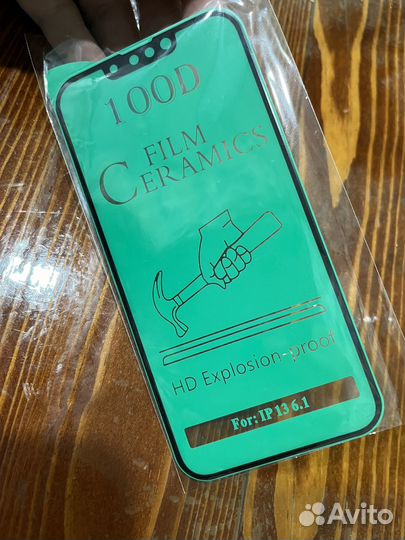 100D
FILM
CERAMICS
HD Explosion-proof
For: IP 13 6.1
Avito